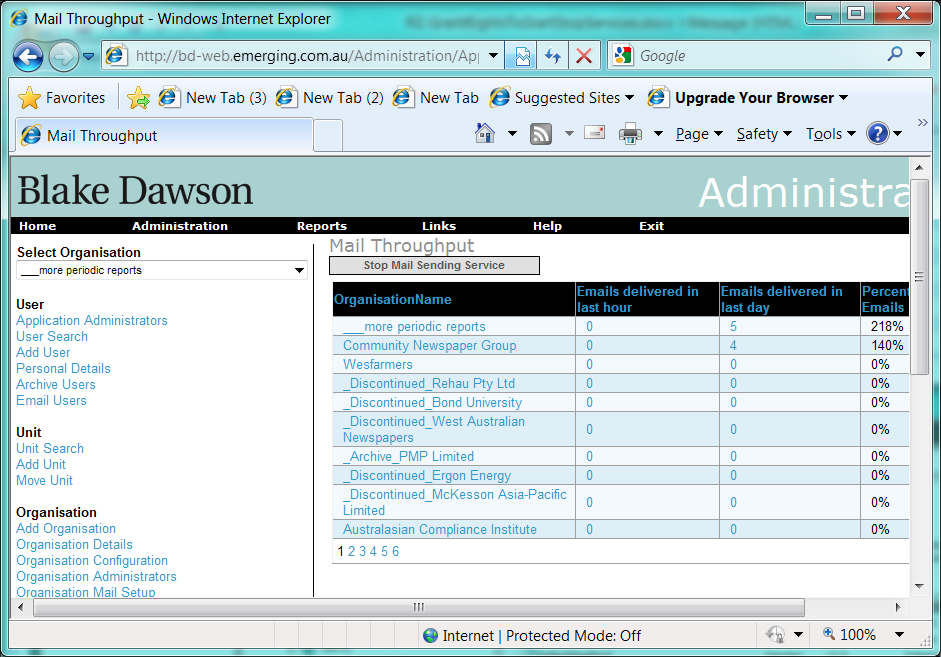 Mail Throughput - Windows Internet Explorer
http://bd-web.emerging.com.au/Administration/App
Google
Favorites
New Tab (3)
New Tab (2)
New Tab
Suggested Sites
Upgrade Your Browser
Mail Throughput
Page
Safety
Tools
Blake Dawson
Administra
Home Administration Reports Links Help Exit
Select Organisation
___more periodic reports
User
Application Administrators
User Search
Add User
Personal Details
Archive Users
Email Users
Unit
Unit Search
Add Unit
Move Unit
Organisation
Add Organisation
Organisation Details
Organisation Configuration
Organisation Administrators
Organisation Mail Setup
Mail Throughput
Stop Mail Sending Service
OrganisationName
Emails delivered in
last hour
Emails delivered in
last day
Percent
Emails
___more periodic reports 0 5 218%
Community Newspaper Group 0 4 140%
Wesfarmers 0 0 0%
_Discontinued_Rehau Pty Ltd 0 0 0%
_Discontinued_Bond University 0 0 0%
_Discontinued_West Australian
Newspapers 0 0 0%
_Archive_PMP Limited 0 0 0%
_Discontinued_Ergon Energy 0 0 0%
_Discontinued_McKesson Asia-Pacific
Limited 0 0 0%
Australasian Compliance Institute 0 0 0%
1 2 3 4 5 6
Internet | Protected Mode: Off
100%